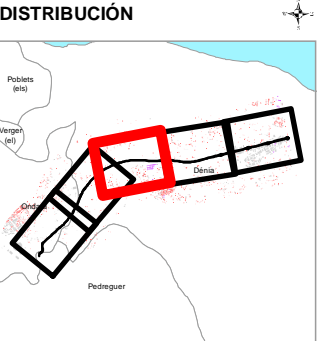 DISTRIBUCIÓN
Poblets
(els)
Verger
(el)
Dénia
Ondara
Pedreguer